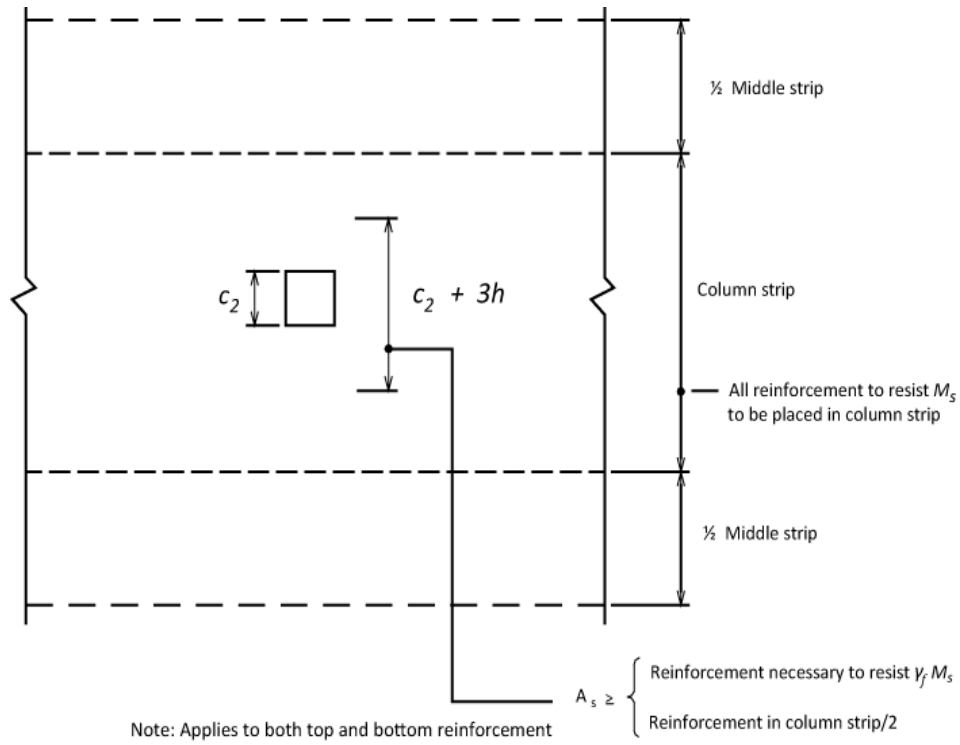 ½ Middle strip
c₂
c₂ + 3h
Column strip
All reinforcement to resist Mₛ
to be placed in column strip
½ Middle strip
Aₛ ≥
Reinforcement necessary to resist γf Mₛ
Reinforcement in column strip/2
Note: Applies to both top and bottom reinforcement